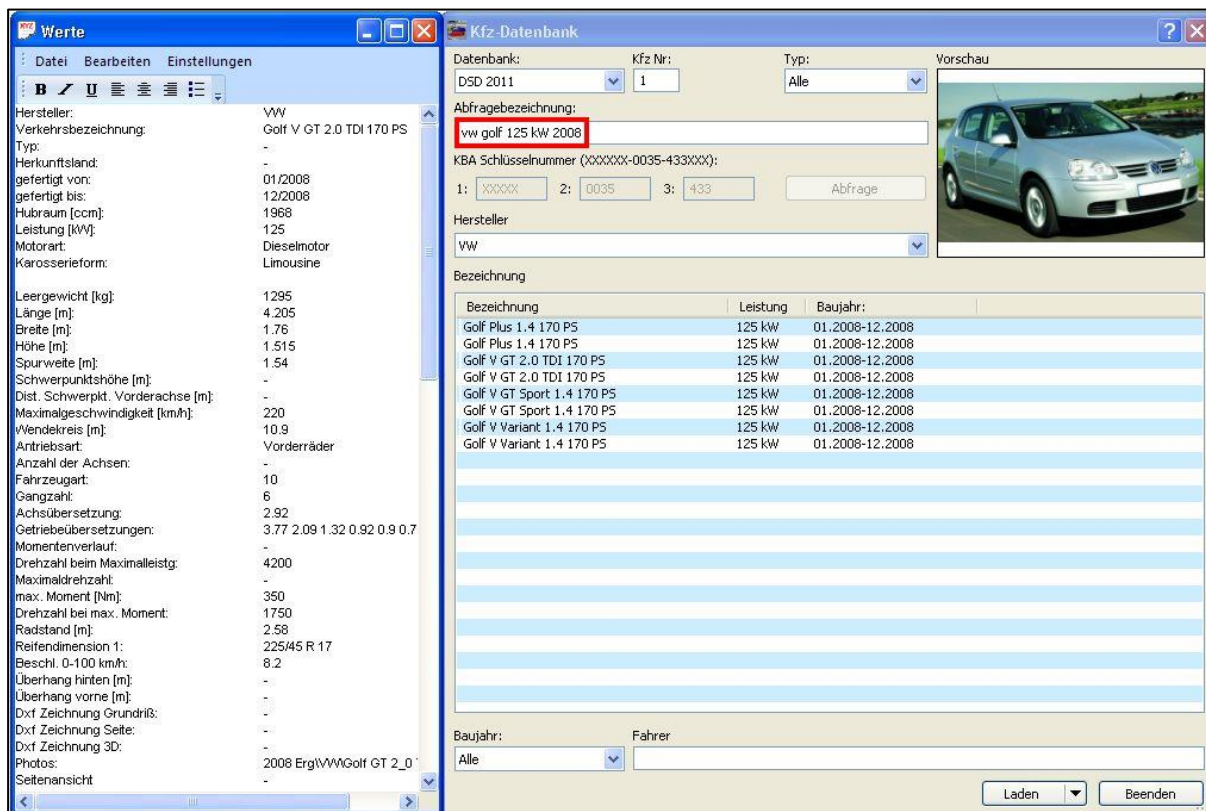 Werte
Datei Bearbeiten Einstellungen
B I U
Hersteller: VW
Verkehrsbezeichnung: Golf V GT 2.0 TDI 170 PS
Typ: -
Herkunftsland: -
gefertigt von: 01/2008
gefertigt bis: 12/2008
Hubraum [ccm]: 1968
Leistung [kW]: 125
Motorart: Dieselmotor
Karosserieform: Limousine
Leergewicht [kg]: 1295
Länge [m]: 4.205
Breite [m]: 1.76
Höhe [m]: 1.515
Spurweite [m]: 1.54
Schwerpunktshöhe [m]: -
Dist. Schwerpkt. Vorderachse [m]: -
Maximalgeschwindigkeit [km/h]: 220
Wendekreis [m]: 10.9
Antriebsart: Vorderräder
Anzahl der Achsen: -
Fahrzeugart: 10
Gangzahl: 6
Achsübersetzung: 2.92
Getriebeübersetzungen: 3.77 2.09 1.32 0.92 0.9 0.7
Momentenverlauf: -
Drehzahl beim Maximalleistg: 4200
Maximaldrehzahl: -
max. Moment [Nm]: 350
Drehzahl bei max. Moment: 1750
Radstand [m]: 2.58
Reifendimension 1: 225/45 R 17
Beschl. 0-100 km/h: 8.2
Überhang hinten [m]: -
Überhang vorne [m]: -
Dxf Zeichnung Grundriß: -
Dxf Zeichnung Seite: -
Dxf Zeichnung 3D: -
Photos: 2008 Erg\VW\Golf GT 2_0
Seitenansicht -
Kfz-Datenbank
Datenbank: Kfz Nr: Typ: Vorschau
DSD 2011 1 Alle
Abfragebezeichnung:
vw golf 125 kW 2008
KBA Schlüsselnummer (XXXXXX-0035-433XXX):
1: XXXXX 2: 0035 3: 433 Abfrage
Hersteller
VW
Bezeichnung
Bezeichnung Leistung Baujahr:
Golf Plus 1.4 170 PS 125 kW 01.2008-12.2008
Golf Plus 1.4 170 PS 125 kW 01.2008-12.2008
Golf V GT 2.0 TDI 170 PS 125 kW 01.2008-12.2008
Golf V GT 2.0 TDI 170 PS 125 kW 01.2008-12.2008
Golf V GT Sport 1.4 170 PS 125 kW 01.2008-12.2008
Golf V GT Sport 1.4 170 PS 125 kW 01.2008-12.2008
Golf V Variant 1.4 170 PS 125 kW 01.2008-12.2008
Golf V Variant 1.4 170 PS 125 kW 01.2008-12.2008
Baujahr: Fahrer
Alle
Laden Beenden